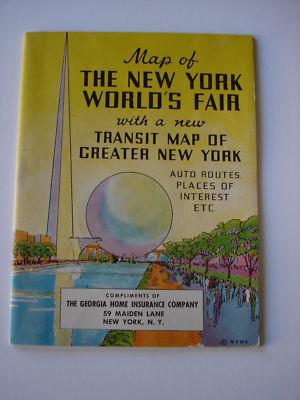 Map of
THE NEW YORK
WORLD'S FAIR
with a new
TRANSIT MAP OF
GREATER NEW YORK
AUTO ROUTES,
PLACES OF
INTEREST
ETC
COMPLIMENTS OF
THE GEORGIA HOME INSURANCE COMPANY
59 MAIDEN LANE
NEW YORK, N. Y.
© N Y W F